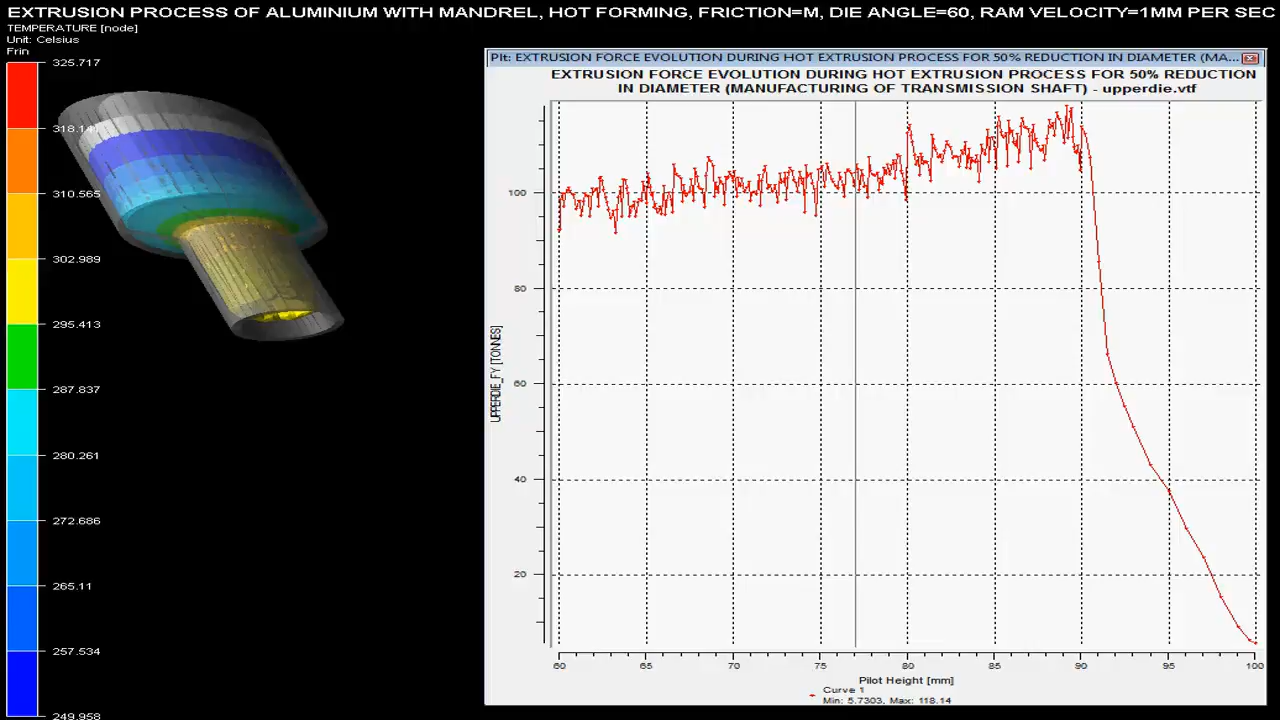 EXTRUSION PROCESS OF ALUMINIUM WITH MANDREL, HOT FORMING, FRICTION=M, DIE ANGLE=60, RAM VELOCITY=1MM PER SEC
TEMPERATURE [node]
Unit: Celsius
Frin
325.717
318.141
310.565
302.989
295.413
287.837
280.261
272.686
265.11
257.534
249.958
Plt: EXTRUSION FORCE EVOLUTION DURING HOT EXTRUSION PROCESS FOR 50% REDUCTION IN DIAMETER (MA...
EXTRUSION FORCE EVOLUTION DURING HOT EXTRUSION PROCESS FOR 50% REDUCTION
IN DIAMETER (MANUFACTURING OF TRANSMISSION SHAFT) - upperdie.vtf
UPPERDIE_FY [TONNES]
100
80
60
40
20
60 65 70 75 80 85 90 95 100
Pilot Height [mm]
Curve 1
Min: 5.7303, Max: 118.14